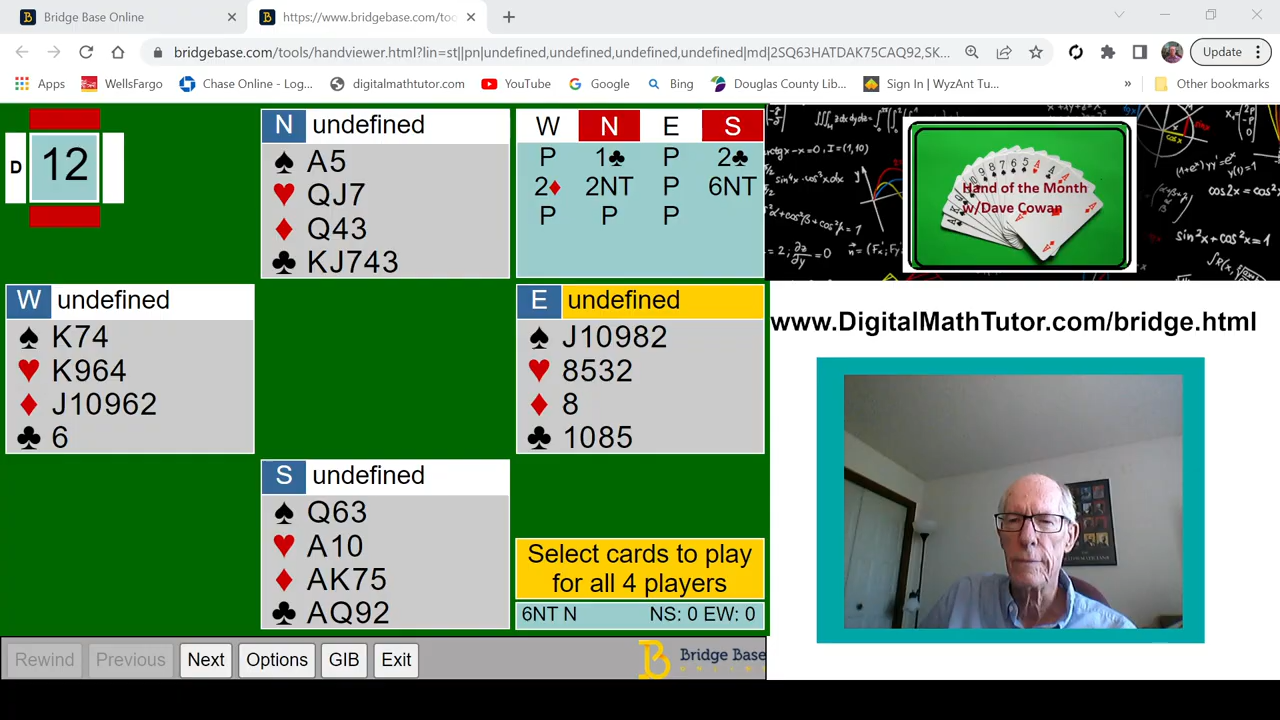 Bridge Base Online
https://www.bridgebase.com/too
bridgebase.com/tools/handviewer.html?lin=st||pn|undefined,undefined,undefined,undefined|md|2SQ63HATDAK75CAQ92,SK...
Update
Apps
WellsFargo
Chase Online - Log...
digitalmathtutor.com
YouTube
Google
Bing
Douglas County Lib...
Sign In | WyzAnt Tu...
»
Other bookmarks
D 12
N undefined
♠ A5
♥ QJ7
♦ Q43
♣ KJ743
W N E S
P 1♣ P 2♣
2♦ 2NT P 6NT
P P P
Hand of the Month
w/Dave Cowan
W undefined
♠ K74
♥ K964
♦ J10962
♣ 6
E undefined
♠ J10982
♥ 8532
♦ 8
♣ 1085
www.DigitalMathTutor.com/bridge.html
S undefined
♠ Q63
♥ A10
♦ AK75
♣ AQ92
Select cards to play
for all 4 players
6NT N NS: 0 EW: 0
Rewind
Previous
Next
Options
GIB
Exit
Bridge Base